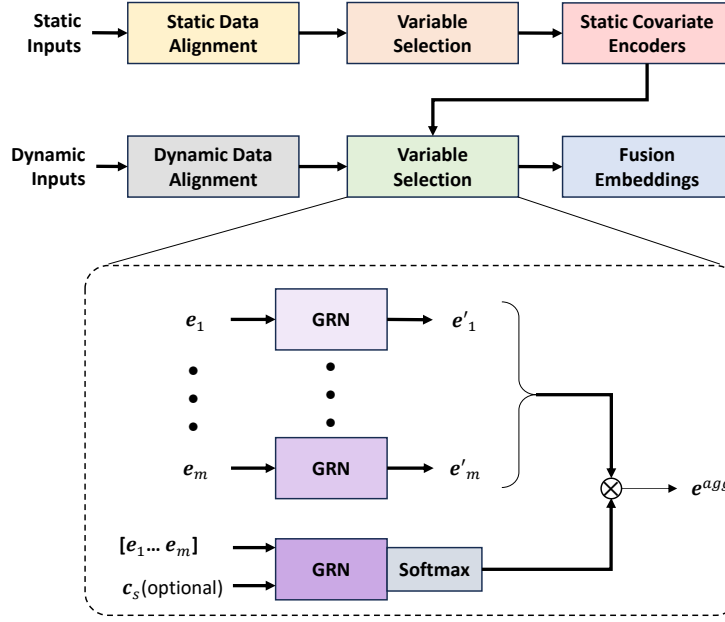 Static
Inputs
Static Data
Alignment
Variable
Selection
Static Covariate
Encoders
Dynamic
Inputs
Dynamic Data
Alignment
Variable
Selection
Fusion
Embeddings
e₁
GRN
e'₁
eₘ
GRN
e'ₘ
eᵃᵍᵍ
[e₁... eₘ]
cₛ(optional)
GRN
Softmax